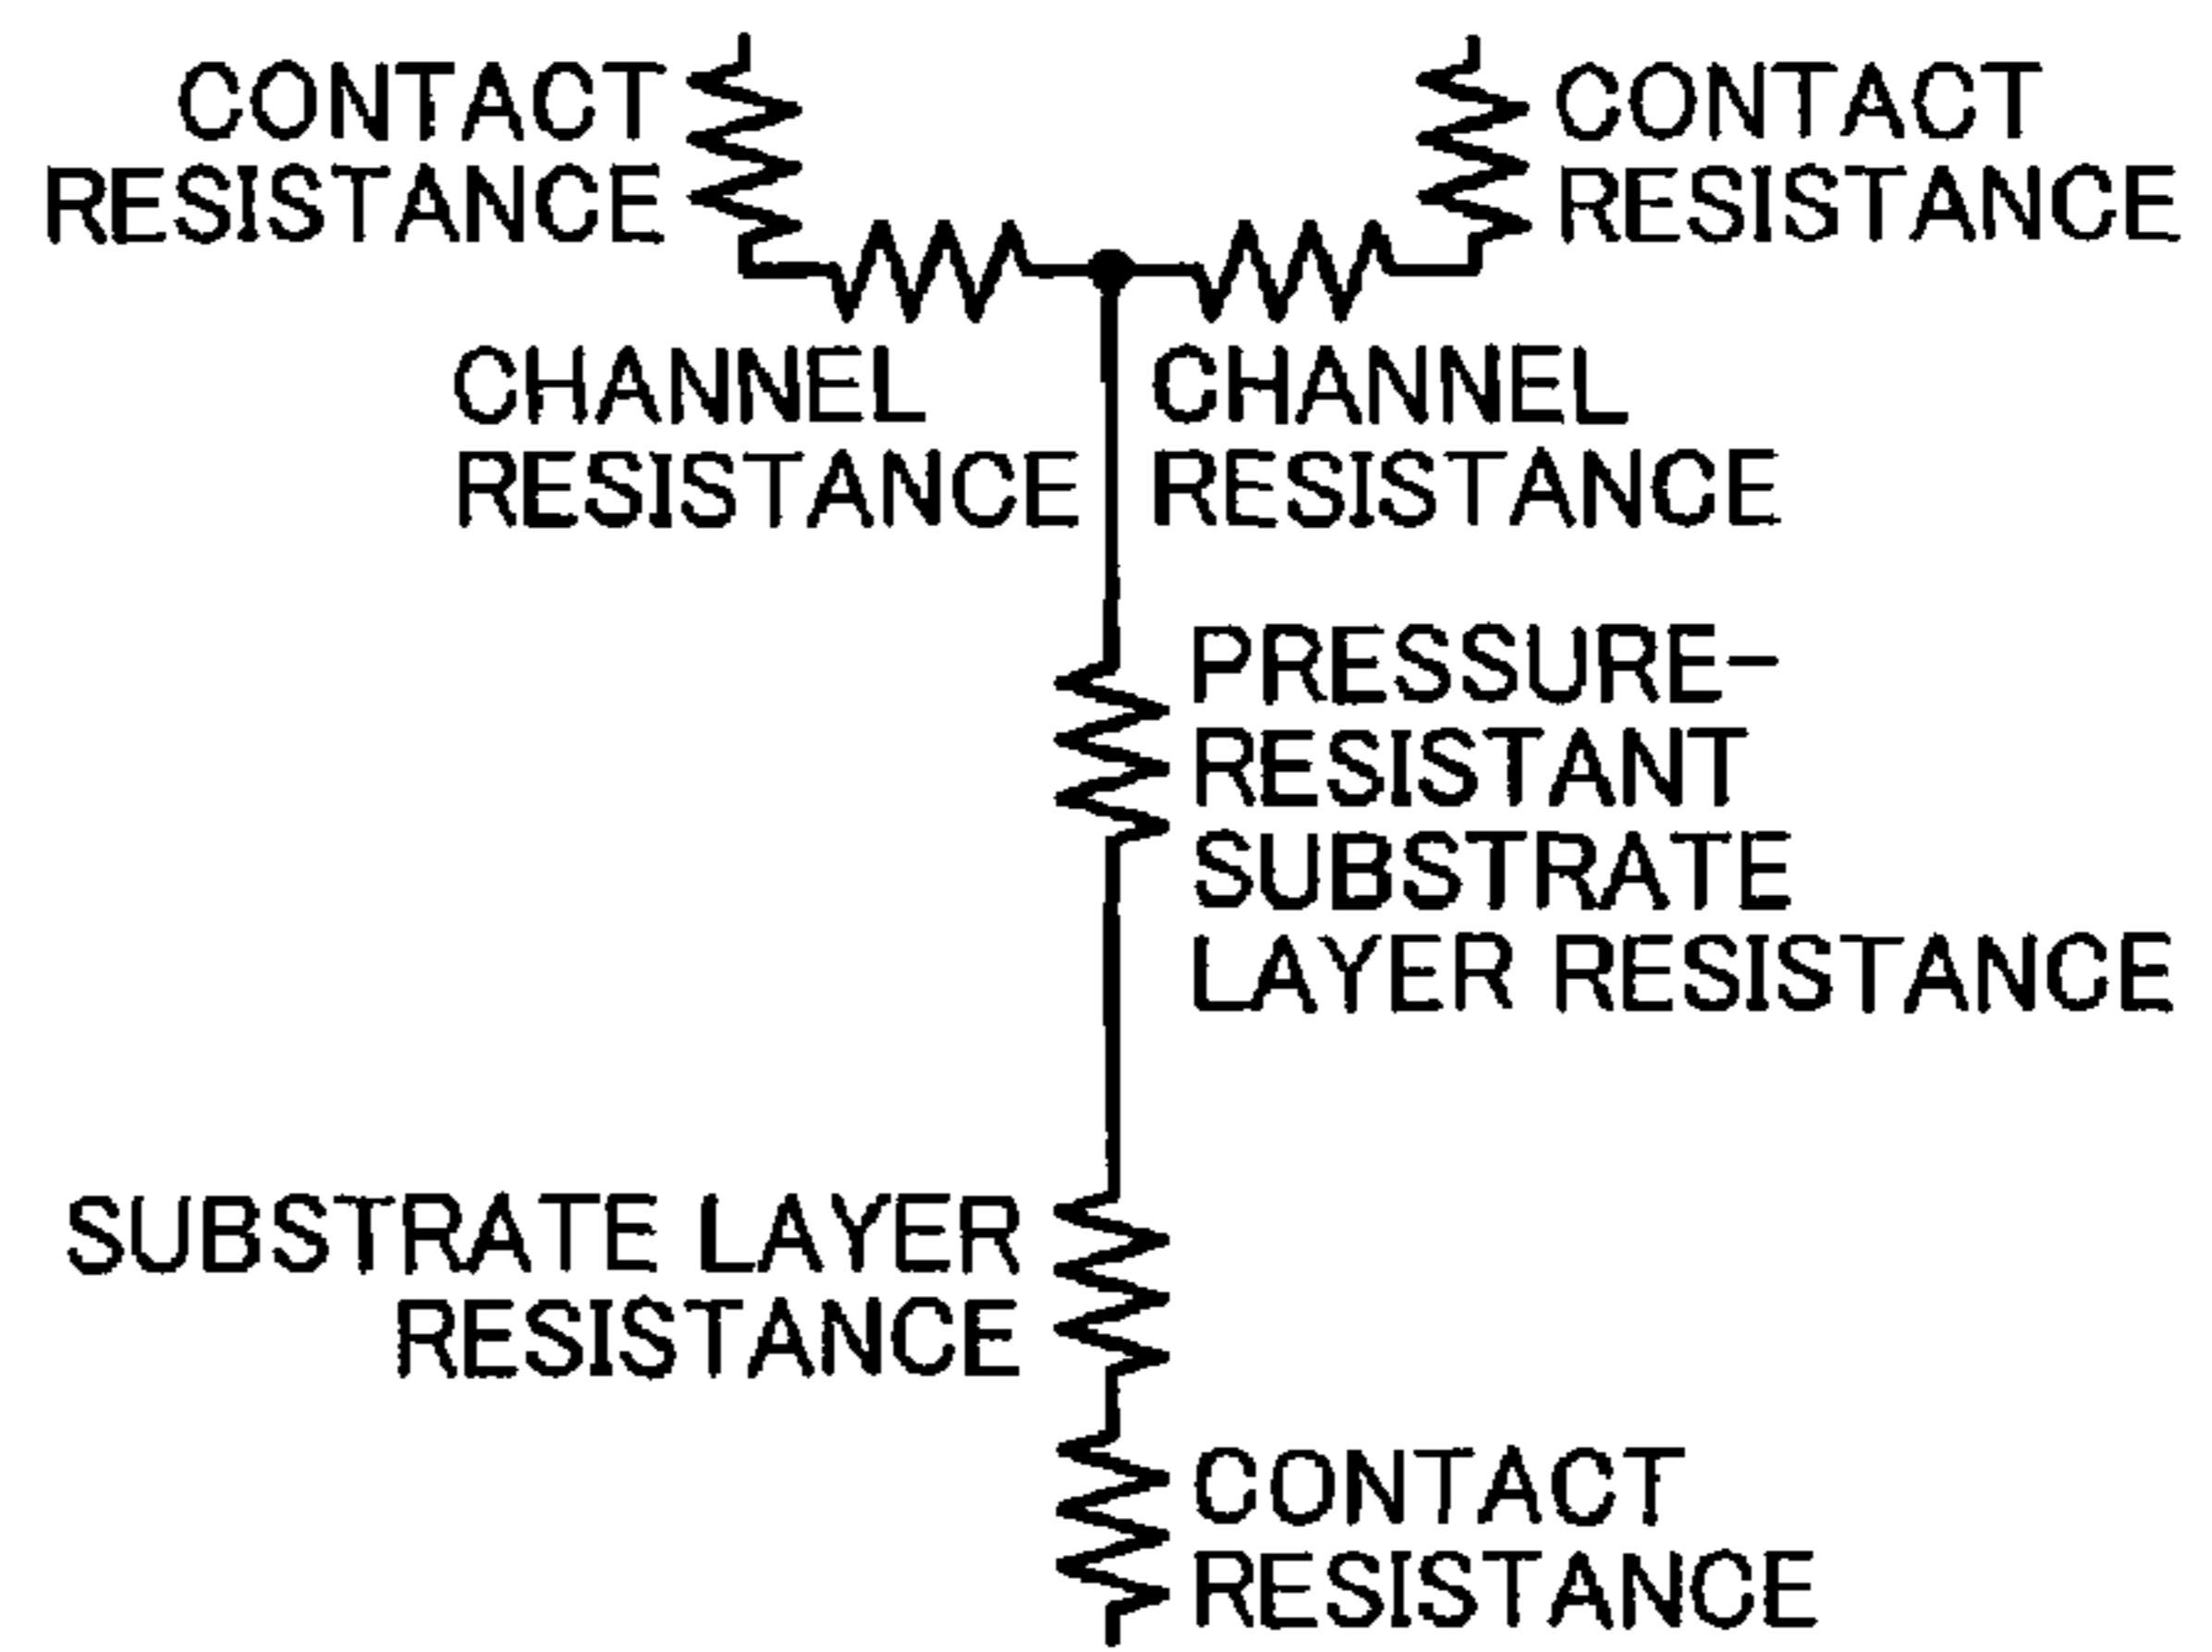 CONTACT
RESISTANCE
CONTACT
RESISTANCE
CHANNEL
RESISTANCE
CHANNEL
RESISTANCE
PRESSURE-
RESISTANT
SUBSTRATE
LAYER RESISTANCE
SUBSTRATE LAYER
RESISTANCE
CONTACT
RESISTANCE